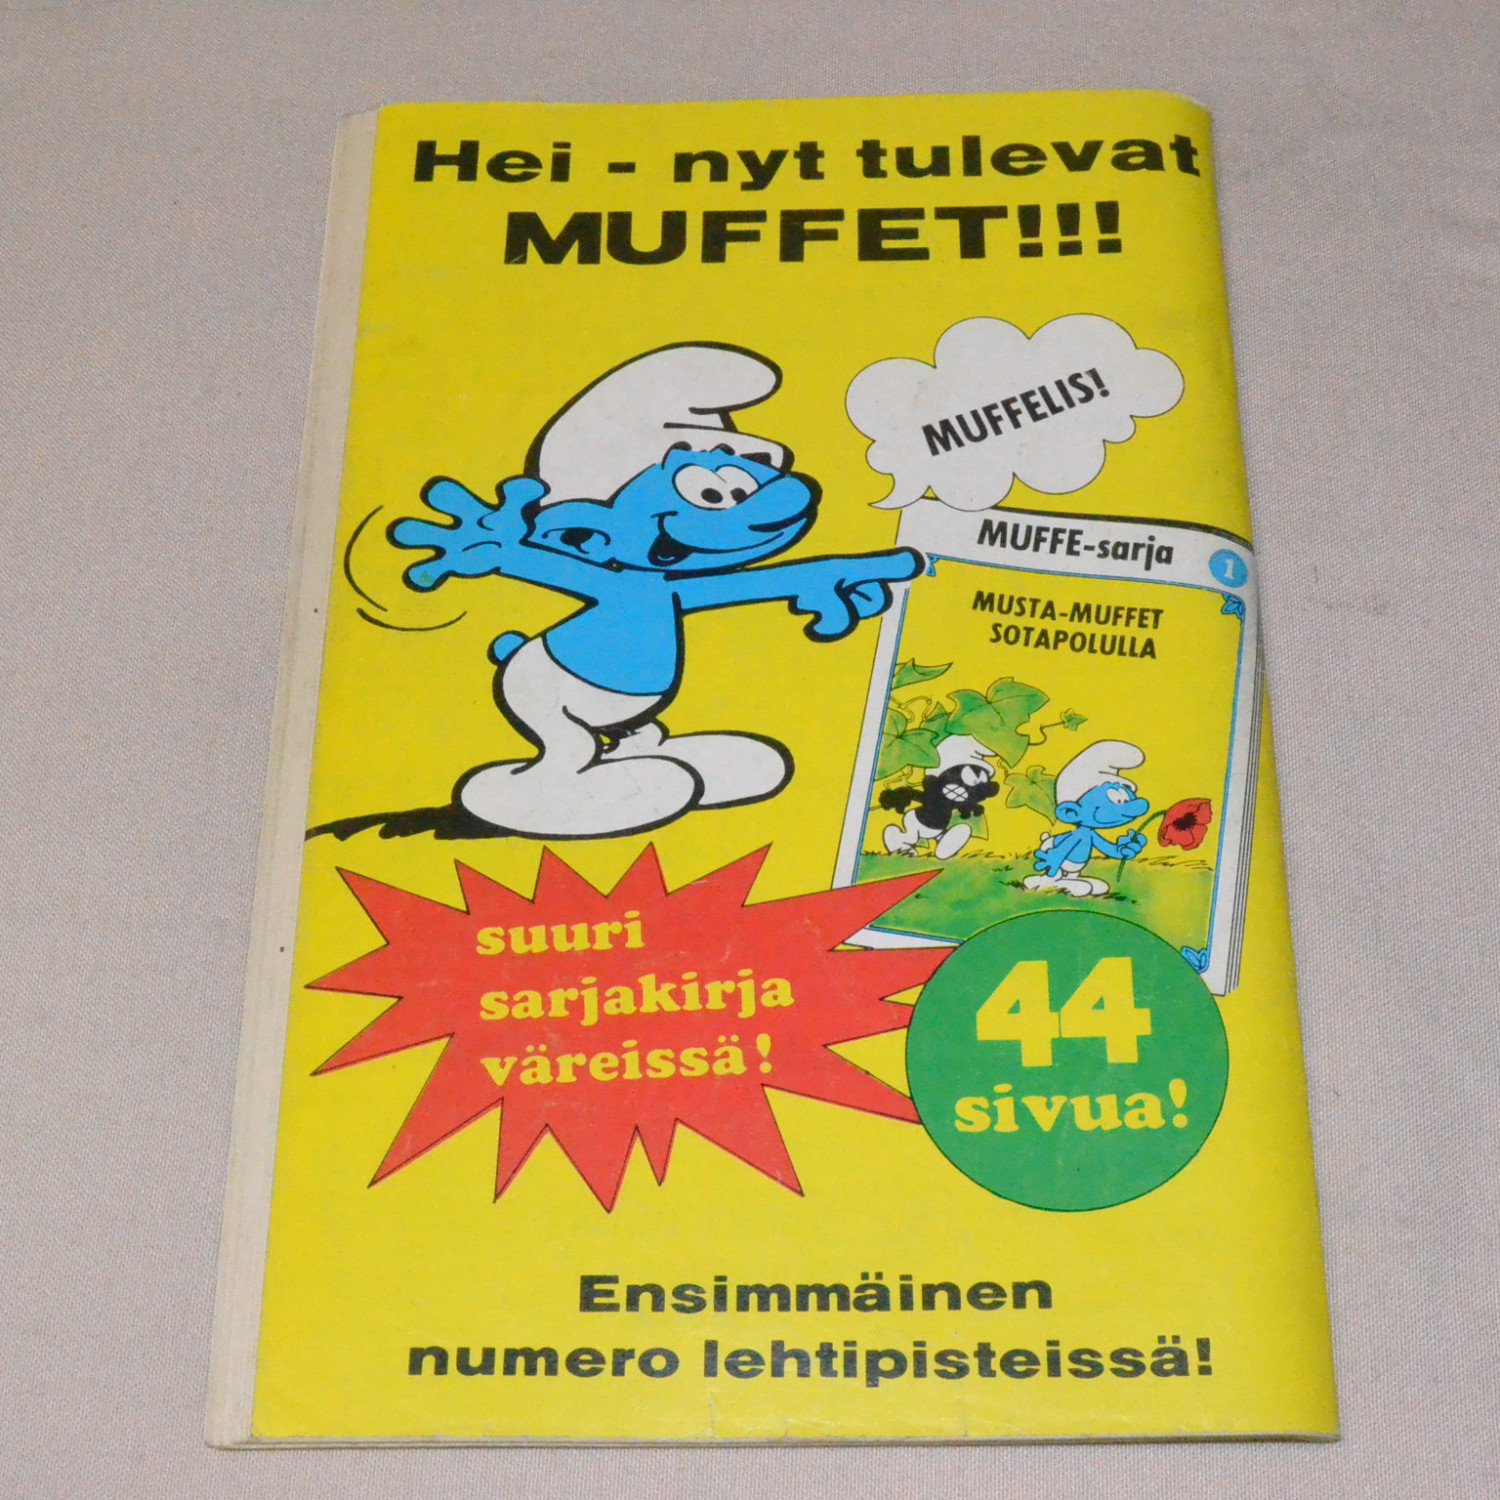 Hei - nyt tulevat
MUFFET!!!
MUFFELIS!
MUFFE-sarja 1
MUSTA-MUFFET
SOTAPOLULLA
suuri
sarjakirja
väreissä!
44
sivua!
Ensimmäinen
numero lehtipisteissä!